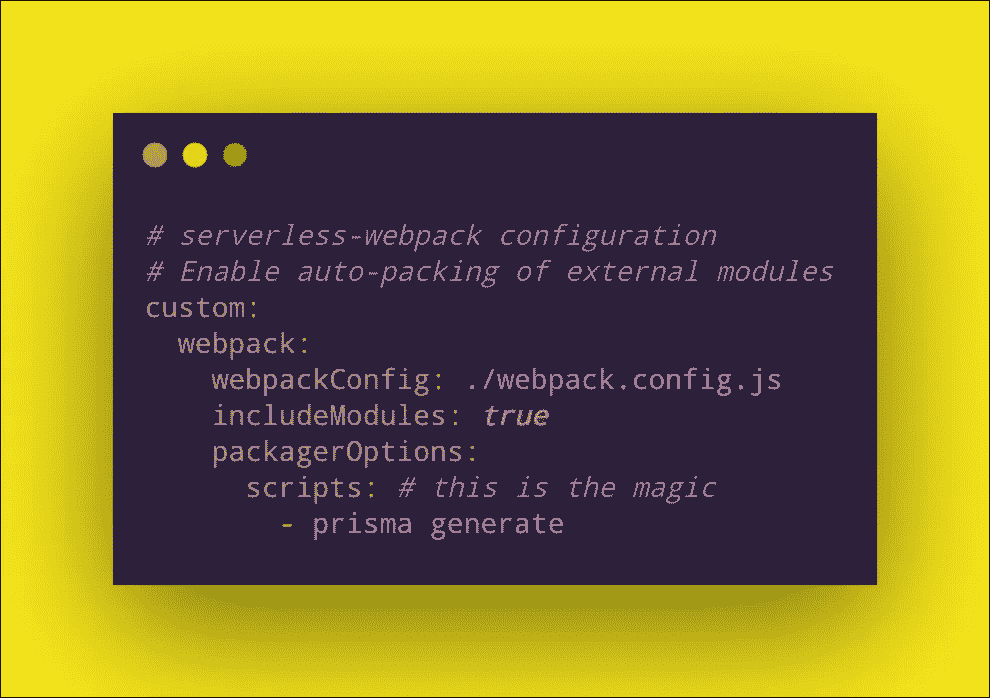 # serverless-webpack configuration
# Enable auto-packing of external modules
custom:
  webpack:
    webpackConfig: ./webpack.config.js
    includeModules: true
    packagerOptions:
      scripts: # this is the magic
        - prisma generate